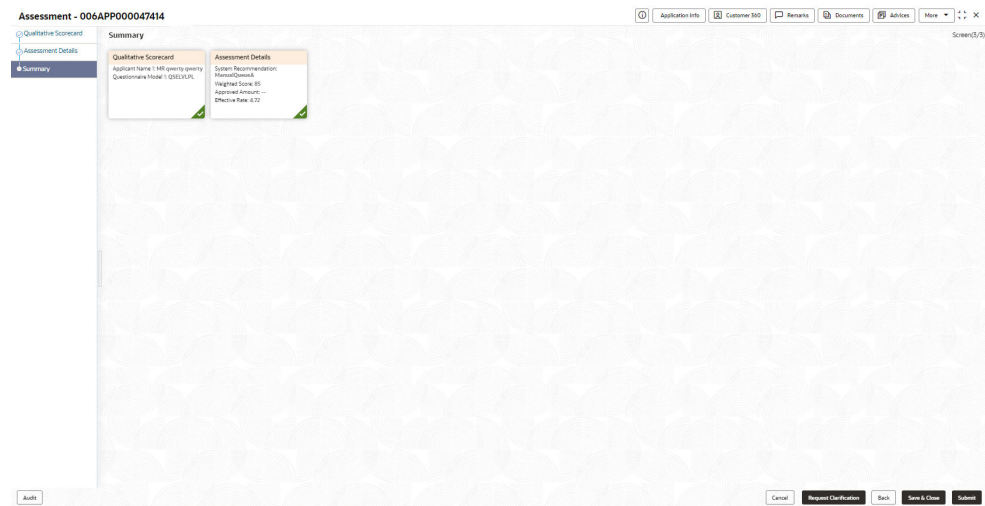 Assessment - 006APP000047414
Application Info
Customer 360
Remarks
Documents
Advices
More
Qualitative Scorecard
Assessment Details
Summary
Summary
Screen(3/3)
Qualitative Scorecard
Applicant Name 1: MR qwerty qwerty
Questionnaire Model 1: QSELVLPL
Assessment Details
System Recommendation:
ManualQueueA
Weighted Score: 85
Approved Amount: --
Effective Rate: 4.72
Audit
Cancel
Request Clarification
Back
Save & Close
Submit